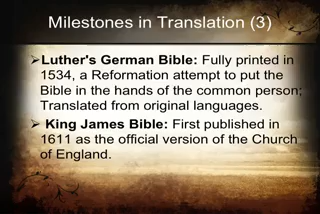 Milestones in Translation (3)
➢Luther's German Bible: Fully printed in
1534, a Reformation attempt to put the
Bible in the hands of the common person;
Translated from original languages.
➢ King James Bible: First published in
1611 as the official version of the Church
of England.